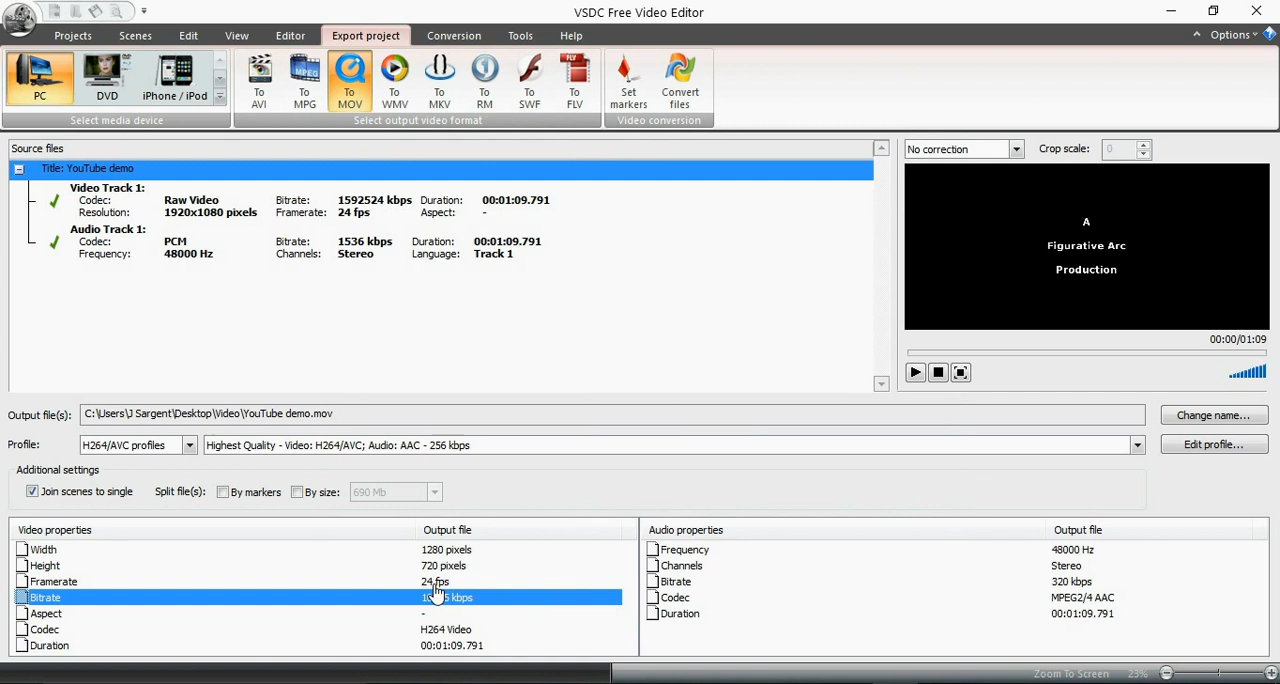 VSDC Free Video Editor
Projects Scenes Edit View Editor Export project Conversion Tools Help Options
PC DVD iPhone / iPod
To AVI To MPG To MOV To WMV To MKV To RM To SWF To FLV
Set markers Convert files
Select media device Select output video format Video conversion
Source files
Title: YouTube demo
Video Track 1:
Codec: Raw Video Bitrate: 1592524 kbps Duration: 00:01:09.791
Resolution: 1920x1080 pixels Framerate: 24 fps Aspect: -
Audio Track 1:
Codec: PCM Bitrate: 1536 kbps Duration: 00:01:09.791
Frequency: 48000 Hz Channels: Stereo Language: Track 1
No correction Crop scale: 0
A
Figurative Arc
Production
00:00/01:09
Output file(s): C:\Users\J Sargent\Desktop\Video\YouTube demo.mov Change name...
Profile: H264/AVC profiles Highest Quality - Video: H264/AVC; Audio: AAC - 256 kbps Edit profile...
Additional settings
Join scenes to single Split file(s): By markers By size: 690 Mb
Video properties Output file
Width 1280 pixels
Height 720 pixels
Framerate 24 fps
Bitrate kbps
Aspect -
Codec H264 Video
Duration 00:01:09.791
Audio properties Output file
Frequency 48000 Hz
Channels Stereo
Bitrate 320 kbps
Codec MPEG2/4 AAC
Duration 00:01:09.791
Zoom To Screen 23%